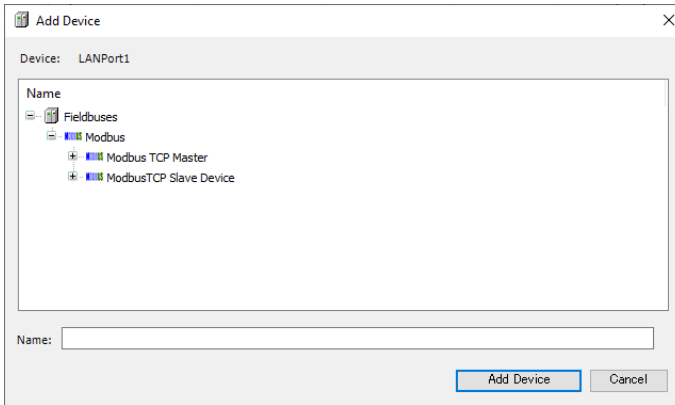 Add Device
Device: LANPort1
Name
Fieldbuses
Modbus
Modbus TCP Master
ModbusTCP Slave Device
Name:
Add Device Cancel